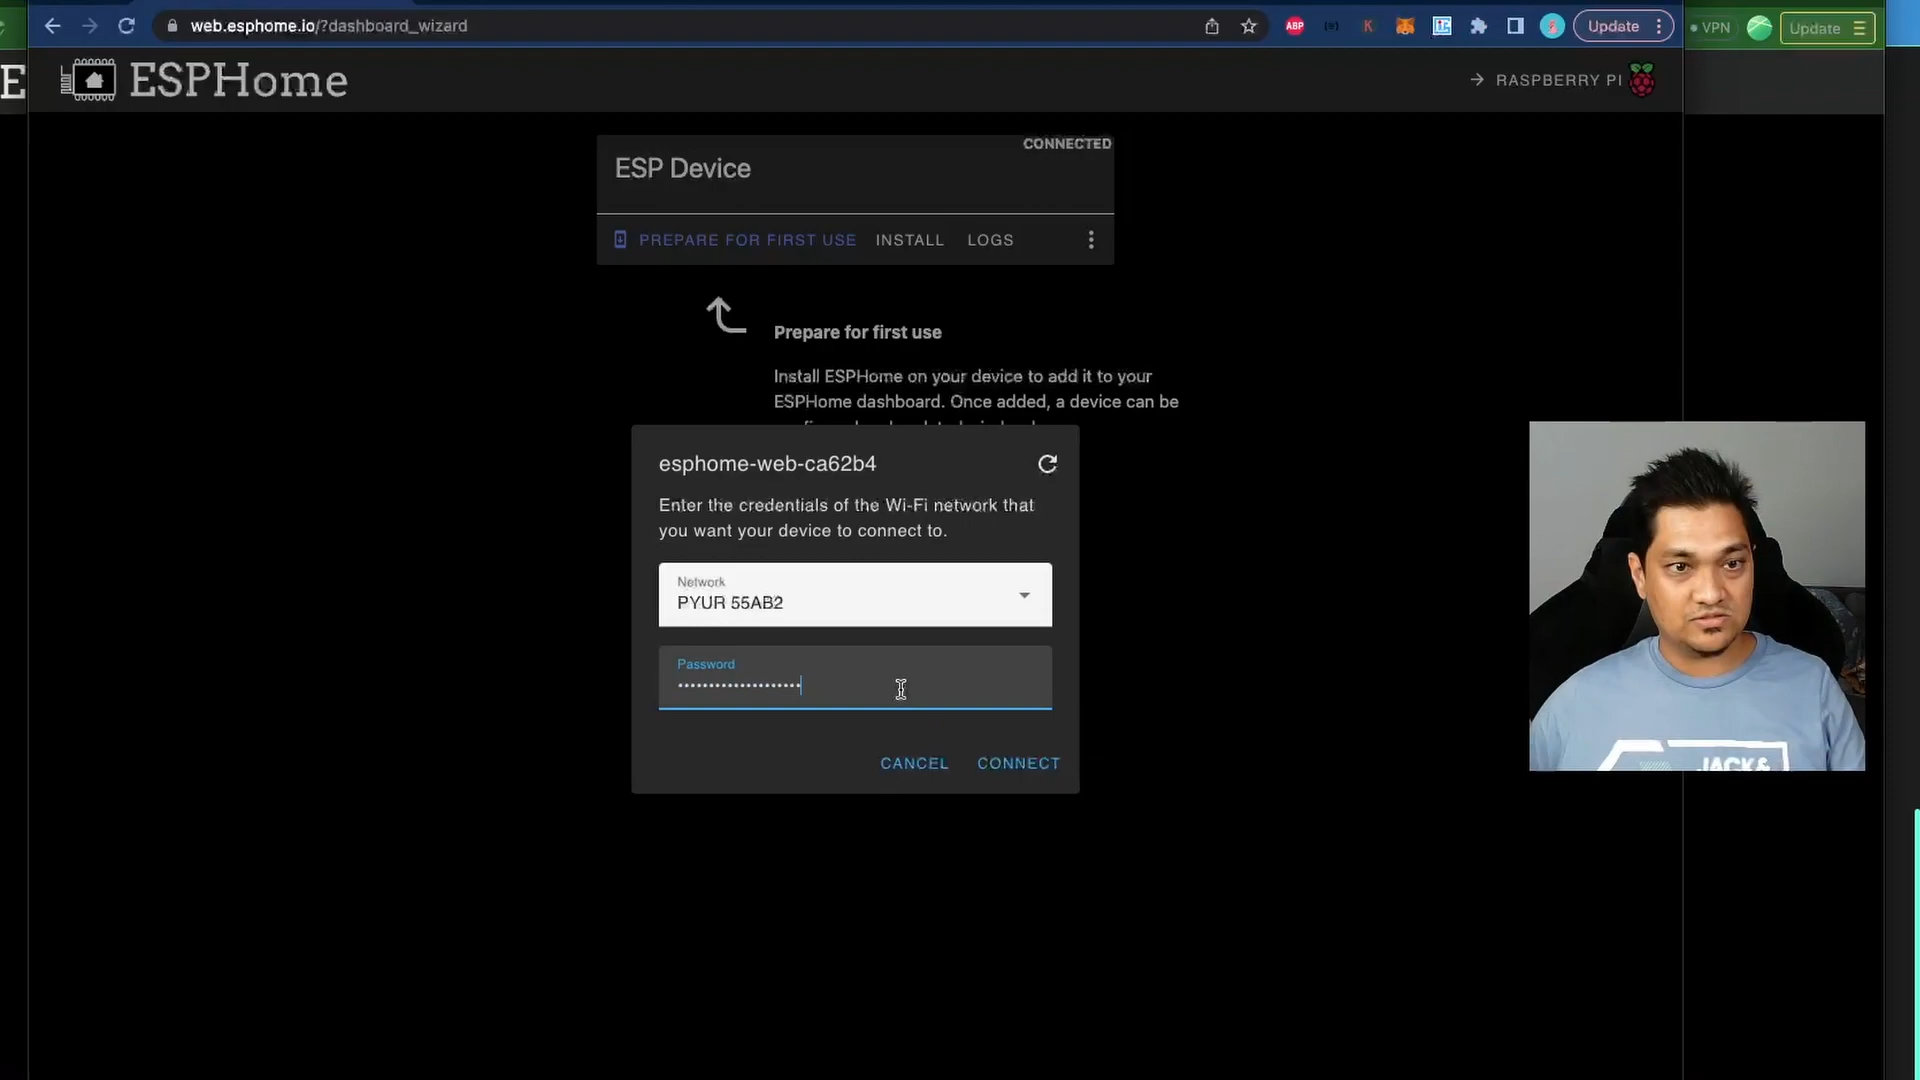 web.esphome.io/?dashboard_wizard
ABP
K
Update
VPN
Update
E
ESPHome
RASPBERRY PI
CONNECTED
ESP Device
PREPARE FOR FIRST USE INSTALL LOGS
Prepare for first use
Install ESPHome on your device to add it to your
ESPHome dashboard. Once added, a device can be
esphome-web-ca62b4
Enter the credentials of the Wi-Fi network that
you want your device to connect to.
Network
PYUR 55AB2
Password
CANCEL CONNECT
JACK&